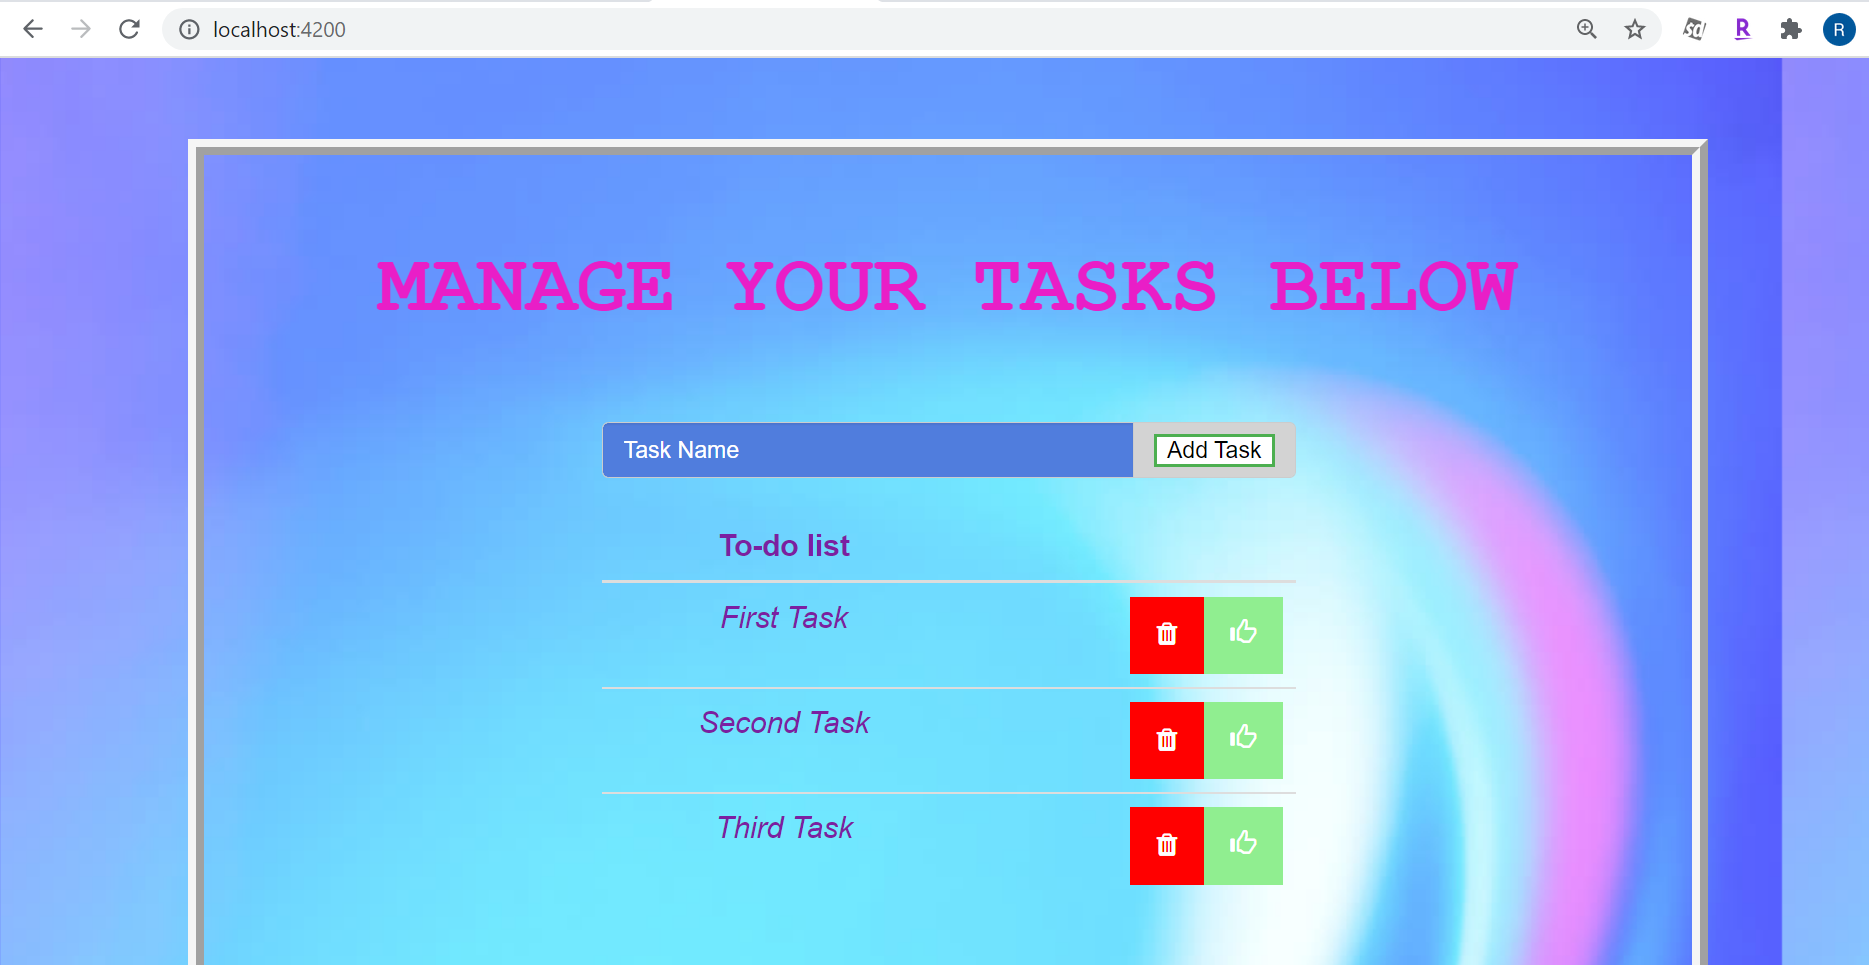 localhost:4200
R
R
MANAGE YOUR TASKS BELOW
Task Name
Add Task
To-do list
First Task
Second Task
Third Task